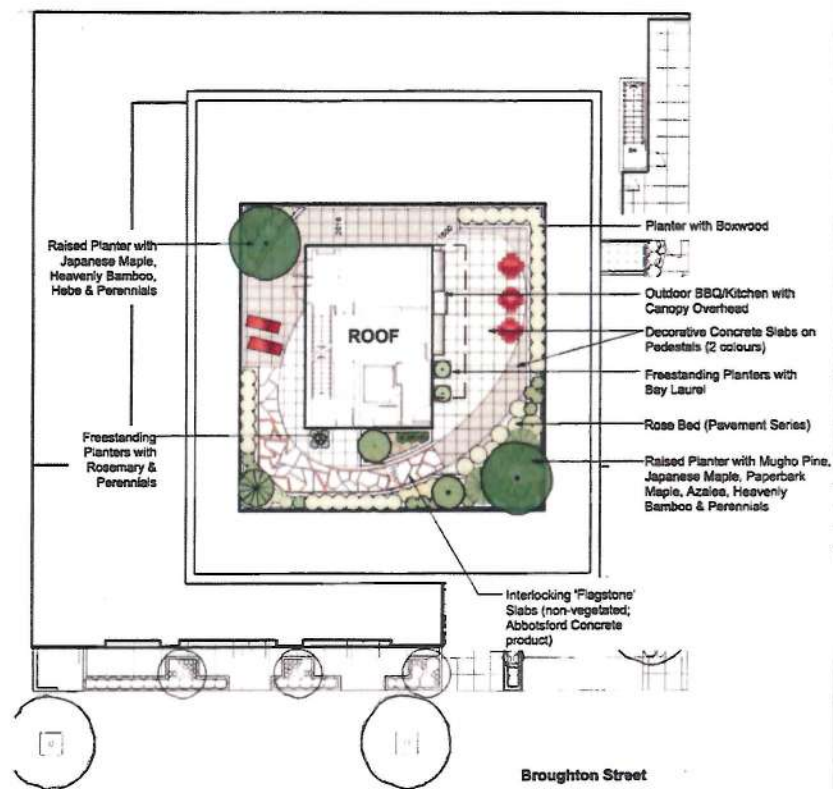 Raised Planter with
Japanese Maple,
Heavenly Bamboo,
Hebe & Perennials
Freestanding
Planters with
Rosemary &
Perennials
ROOF
Planter with Boxwood
Outdoor BBQ/Kitchen with
Canopy Overhead
Decorative Concrete Slabs on
Pedestals (2 colours)
Freestanding Planters with
Bay Laurel
Rose Bed (Pavement Series)
Raised Planter with Mugho Pine,
Japanese Maple, Paperbark
Maple, Azalea, Heavenly
Bamboo & Perennials
Interlocking 'Flagstone'
Slabs (non-vegetated;
Abbotsford Concrete
product)
Broughton Street